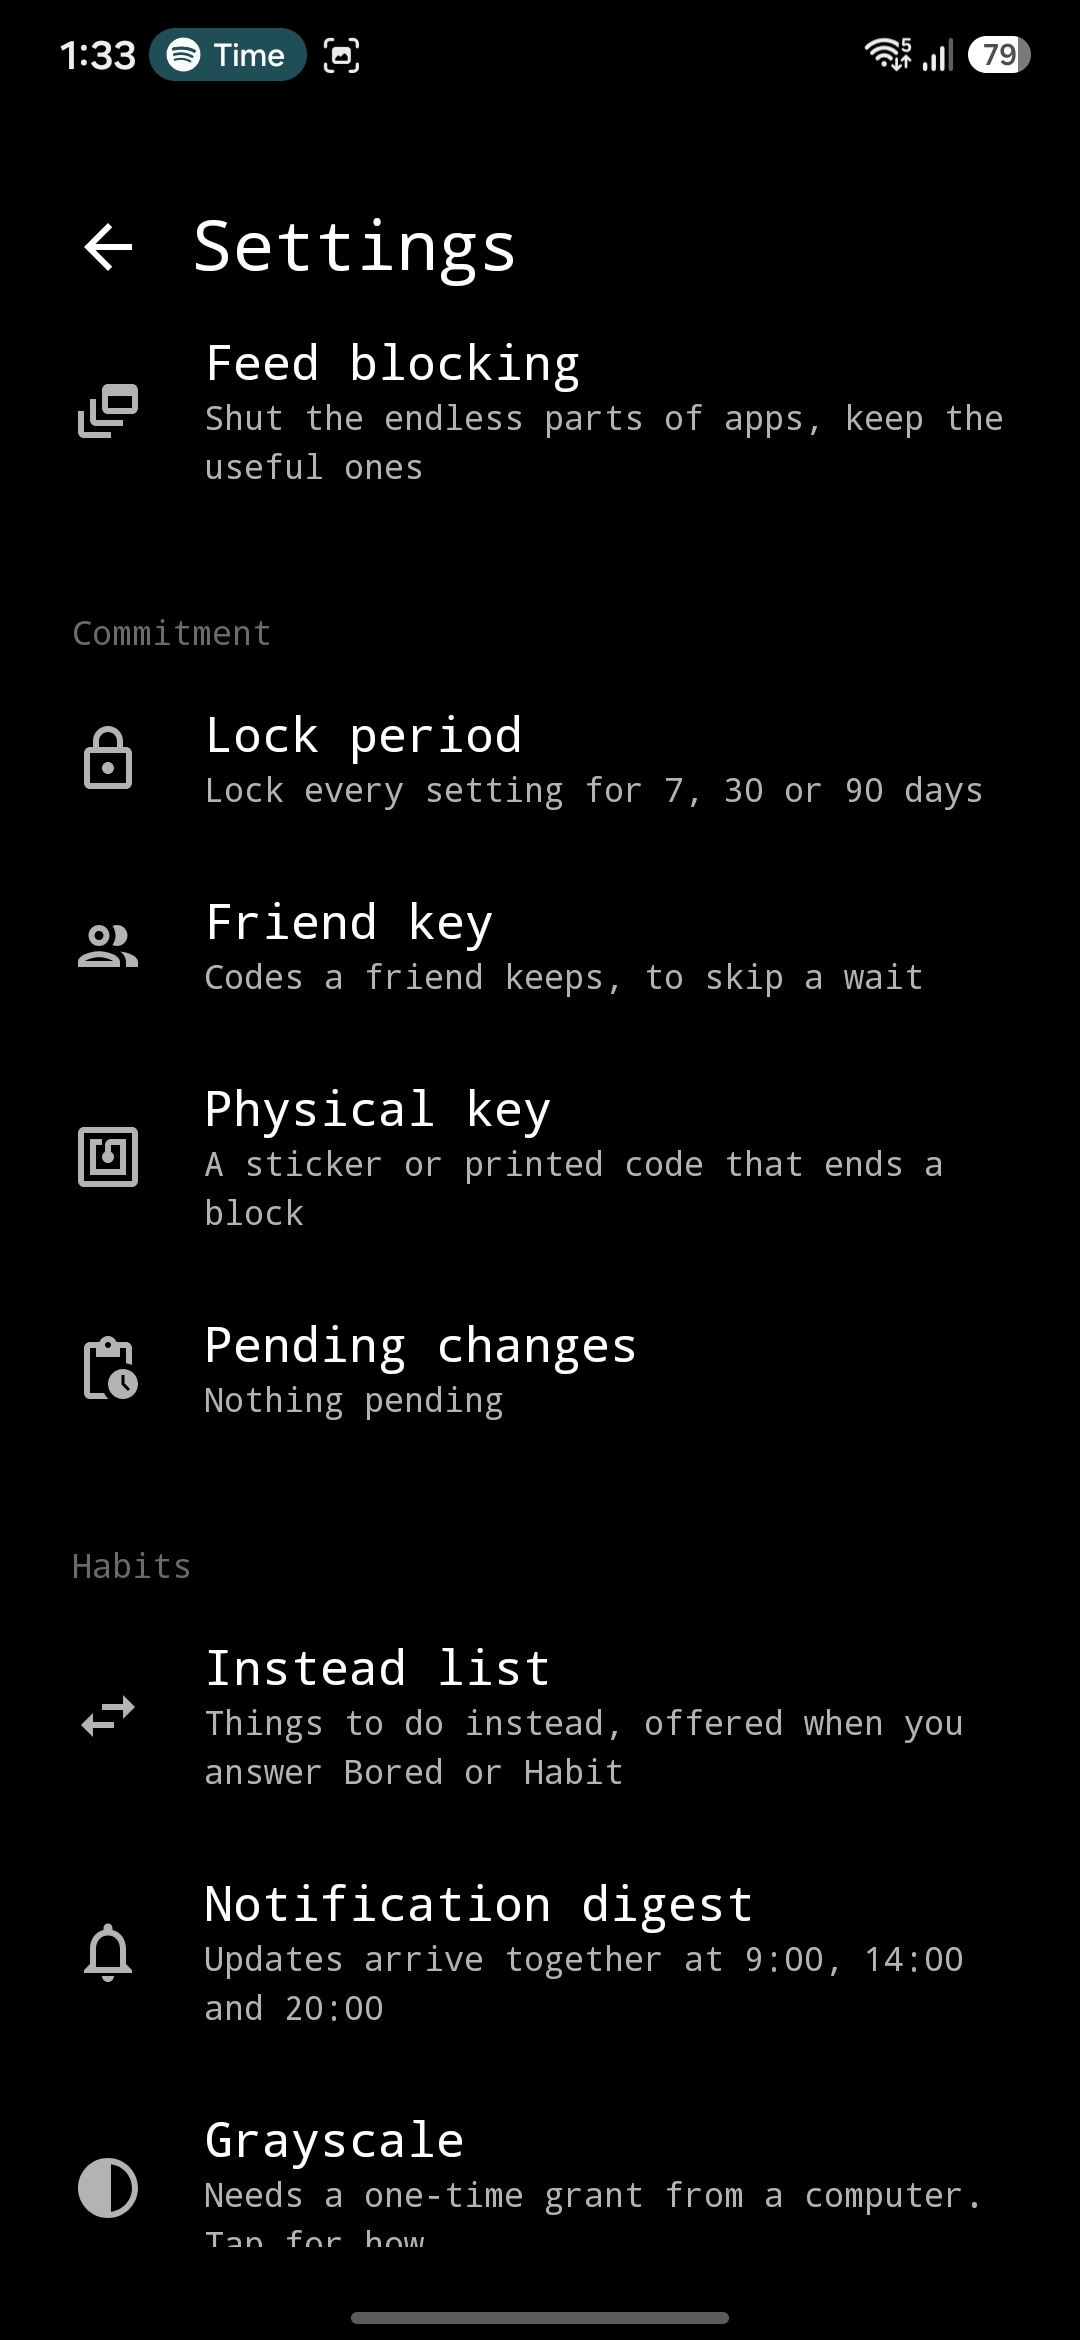 1:33 Time 5 79
Settings
Feed blocking
Shut the endless parts of apps, keep the
useful ones
Commitment
Lock period
Lock every setting for 7, 30 or 90 days
Friend key
Codes a friend keeps, to skip a wait
Physical key
A sticker or printed code that ends a
block
Pending changes
Nothing pending
Habits
Instead list
Things to do instead, offered when you
answer Bored or Habit
Notification digest
Updates arrive together at 9:00, 14:00
and 20:00
Grayscale
Needs a one-time grant from a computer.
Tap for how